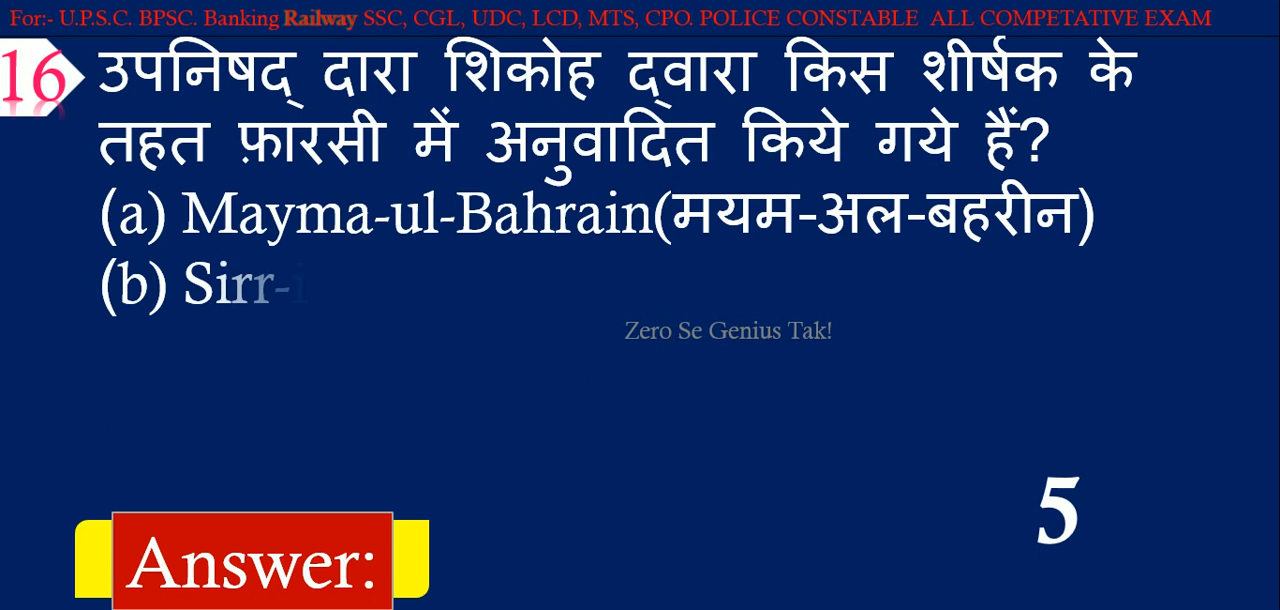 For:- U.P.S.C. BPSC. Banking Railway SSC, CGL, UDC, LCD, MTS, CPO. POLICE CONSTABLE ALL COMPETATIVE EXAM
16 उपनिषद् दारा शिकोह द्वारा किस शीर्षक के
तहत फ़ारसी में अनुवादित किये गये हैं?
(a) Mayma-ul-Bahrain(मयम-अल-बहरीन)
(b) Sirr-i
Zero Se Genius Tak!
5
Answer: